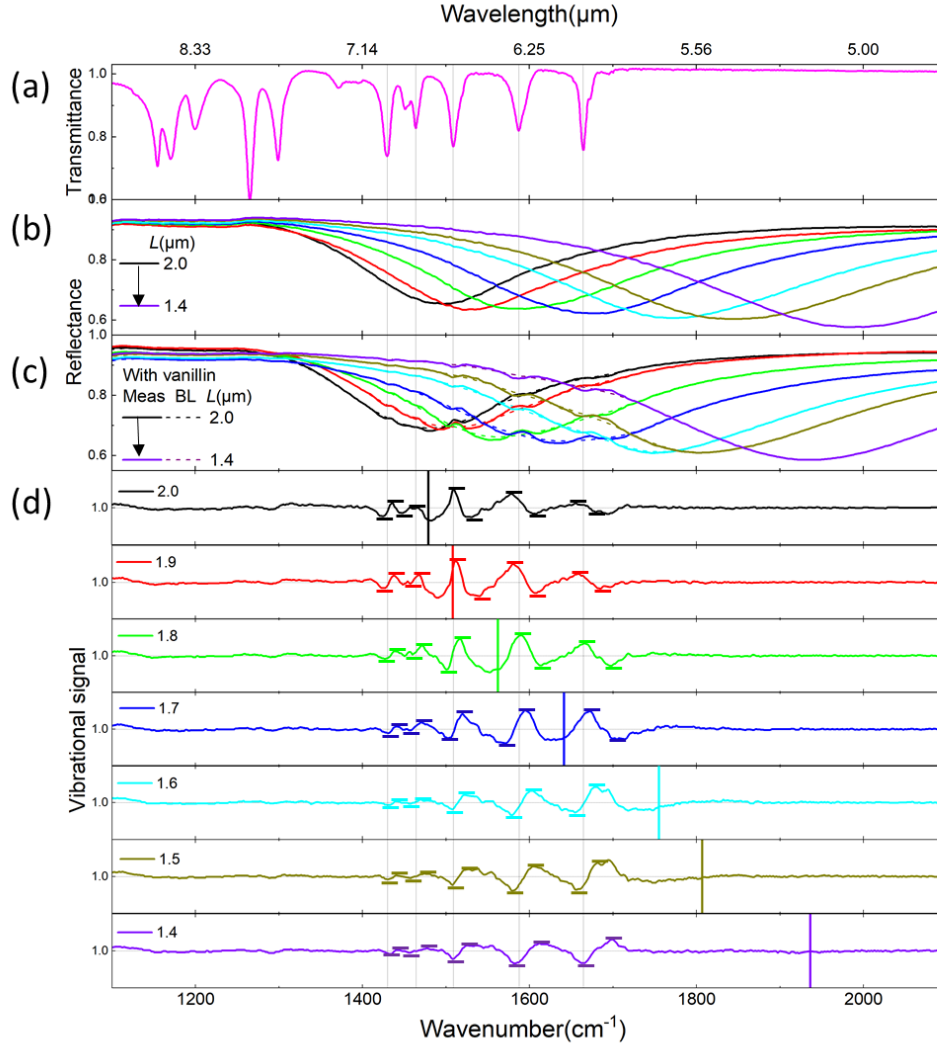 Wavelength(μm)
8.33 7.14 6.25 5.56 5.00
(a)
Transmittance
1.0
0.8
0.6
(b)
1.0
0.8
0.6
L(μm)
2.0
1.4
Reflectance
(c)
1.0
0.8
0.6
With vanillin
Meas BL L(μm)
2.0
1.4
(d)
Vibrational signal
1.0 2.0
1.0 1.9
1.0 1.8
1.0 1.7
1.0 1.6
1.0 1.5
1.0 1.4
1200 1400 1600 1800 2000
Wavenumber(cm⁻¹)